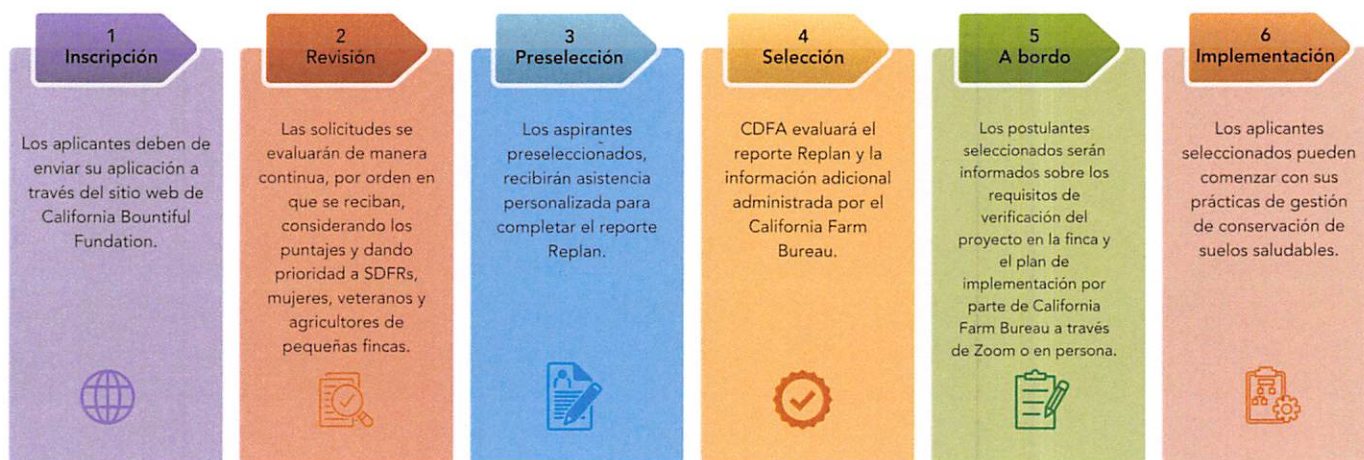 1
Inscripción
Los aplicantes deben de
enviar su aplicación a
través del sitio web de
California Bountiful
Fundation.
2
Revisión
Las solicitudes se
evaluarán de manera
continua, por orden en
que se reciban,
considerando los
puntajes y dando
prioridad a SDFRs,
mujeres, veteranos y
agricultores de
pequeñas fincas.
3
Preselección
Los aspirantes
preseleccionados,
recibirán asistencia
personalizada para
completar el reporte
Replan.
4
Selección
CDFA evaluará el
reporte Replan y la
información adicional
administrada por el
California Farm
Bureau.
5
A bordo
Los postulantes
seleccionados serán
informados sobre los
requisitos de
verificación del
proyecto en la finca y
el plan de
implementación por
parte de California
Farm Bureau a través
de Zoom o en persona.
6
Implementación
Los aplicantes
seleccionados pueden
comenzar con sus
prácticas de gestión
de conservación de
suelos saludables.